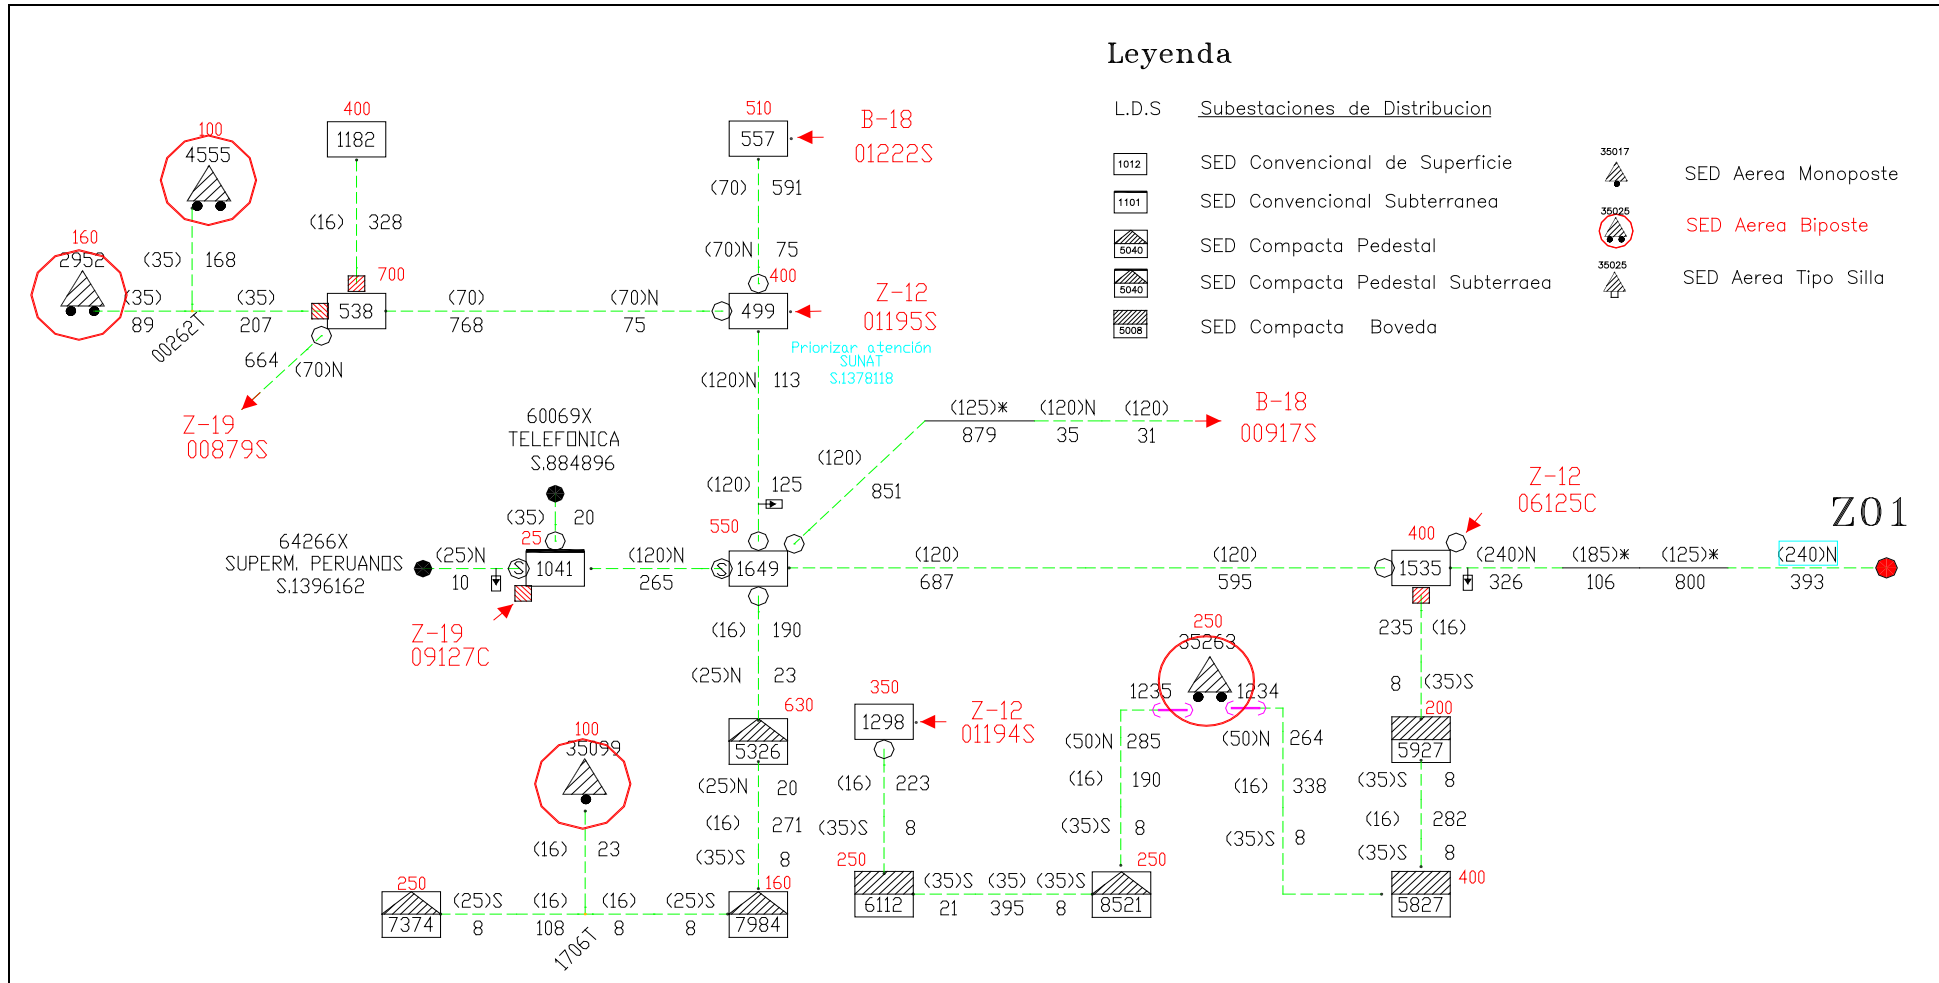 Leyenda
L.D.S Subestaciones de Distribucion
1012 SED Convencional de Superficie
1101 SED Convencional Subterranea
5040 SED Compacta Pedestal
5040 SED Compacta Pedestal Subterraea
5008 SED Compacta Boveda
35017 SED Aerea Monoposte
35025 SED Aerea Biposte
35025 SED Aerea Tipo Silla
100
4555
400
1182
510
557
B-18
01222S
160
2952
(35) 168
(16) 328
(70) 591
(70)N 75
(35)
89
(35)
207
00262T
700
538
(70)
768
(70)N
75
400
499
Z-12
01195S
Priorizar atención
SUNAT
S.1378118
664 (70)N
Z-19
00879S
(120)N 113
(120) 125
60069X
TELEFONICA
S.884896
(35) 20
64266X
SUPERM. PERUANOS
S.1396162
(25)N
10
25
S 1041
(120)N
265
550
S 1649
Z-19
09127C
(120)
851
(125)*
879
(120)N
35
(120)
31
B-18
00917S
(120)
687
(120)
595
400
1535
Z-12
06125C
(240)N
326
(185)*
106
(125)*
800
(240)N
393
Z01
(16) 190
(25)N 23
630
5326
(25)N 20
(16) 271
(35)S 8
160
7984
100
35099
(16) 23
250
7374
(25)S
8
(16)
108
(16)
8
(25)S
8
1706T
350
1298
Z-12
01194S
(16) 223
(35)S 8
250
6112
(35)S
21
(35)
395
(35)S
8
250
8521
250
35263
1235 1234
(50)N 285
(16) 190
(35)S 8
(50)N 264
(16) 338
(35)S 8
235 (16)
8 (35)S
200
5927
(35)S 8
(16) 282
(35)S 8
400
5827